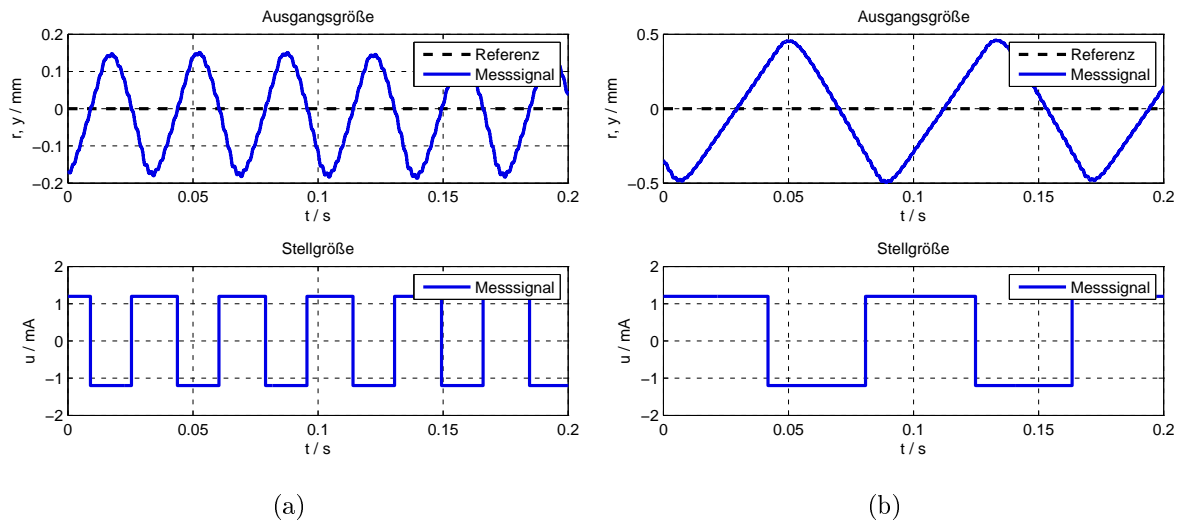 Ausgangsgröße
0.2
0.1
0
−0.1
−0.2
r, y / mm
Referenz
Messsignal
0
0.05
0.1
0.15
0.2
t / s
Stellgröße
2
1
0
−1
−2
u / mA
Messsignal
0
0.05
0.1
0.15
0.2
t / s
(a)
Ausgangsgröße
0.5
0
−0.5
r, y / mm
Referenz
Messsignal
0
0.05
0.1
0.15
0.2
t / s
Stellgröße
2
1
0
−1
−2
u / mA
Messsignal
0
0.05
0.1
0.15
0.2
t / s
(b)